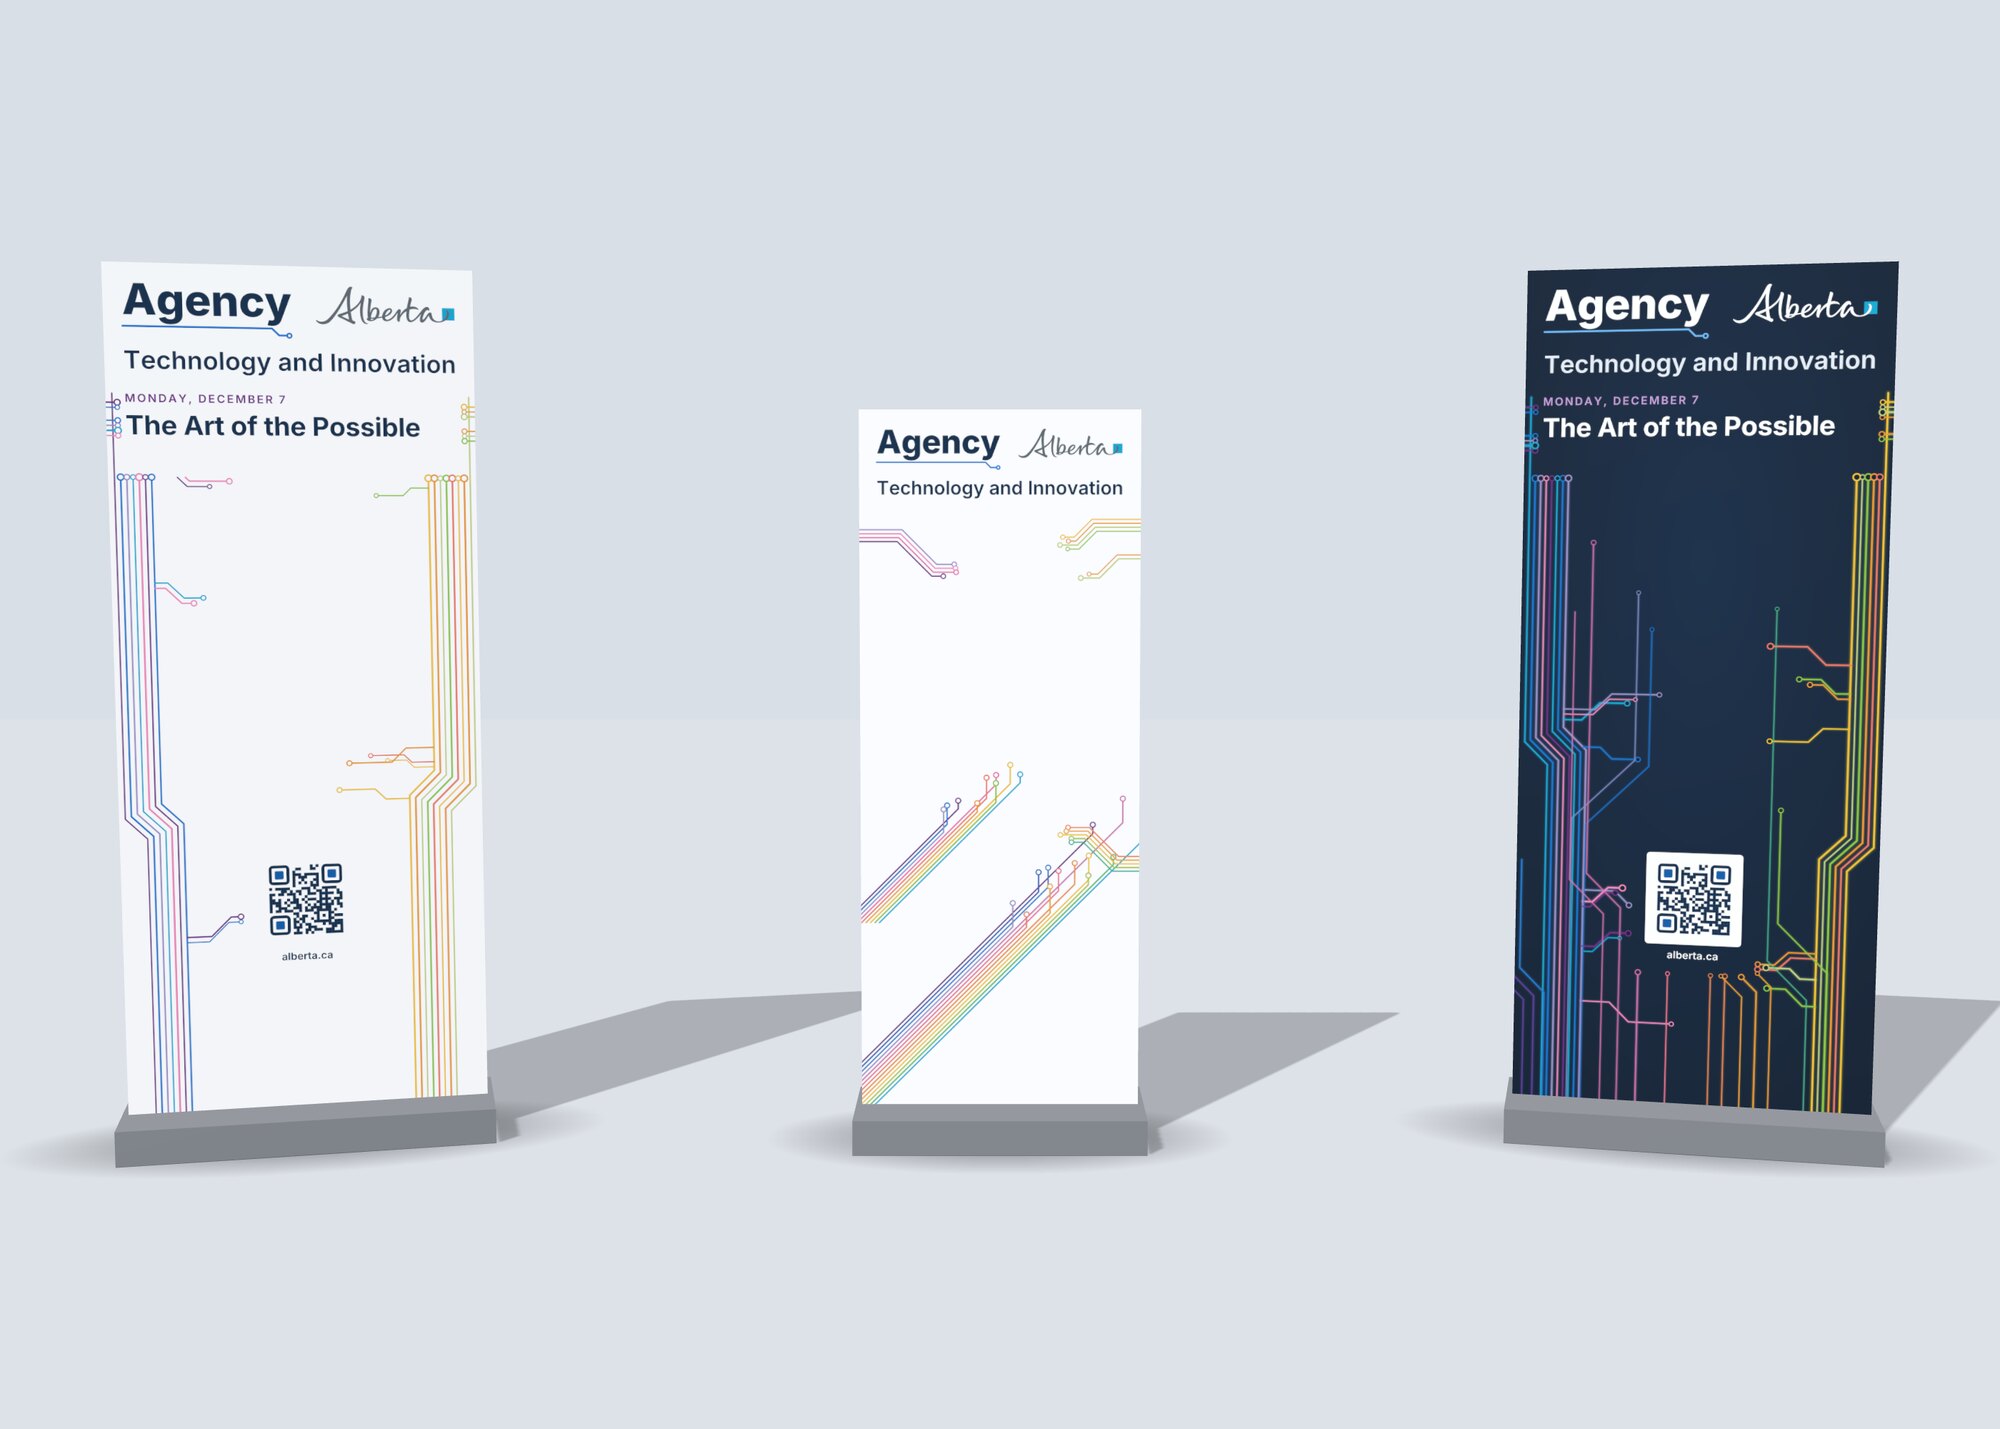 Agency Alberta
Technology and Innovation
MONDAY, DECEMBER 7
The Art of the Possible
alberta.ca
Agency Alberta
Technology and Innovation
Agency Alberta
Technology and Innovation
MONDAY, DECEMBER 7
The Art of the Possible
alberta.ca